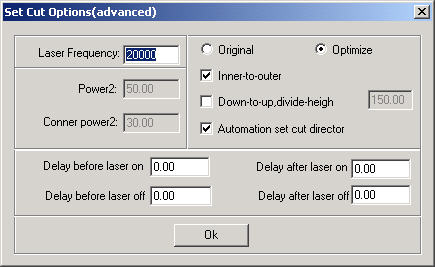 Set Cut Options(advanced)
Laser Frequency: 20000
Power2: 50.00
Conner power2: 30.00
Original Optimize
Inner-to-outer
Down-to-up,divide-heigh 150.00
Automation set cut director
Delay before laser on 0.00 Delay after laser on 0.00
Delay before laser off 0.00 Delay after laser off 0.00
Ok